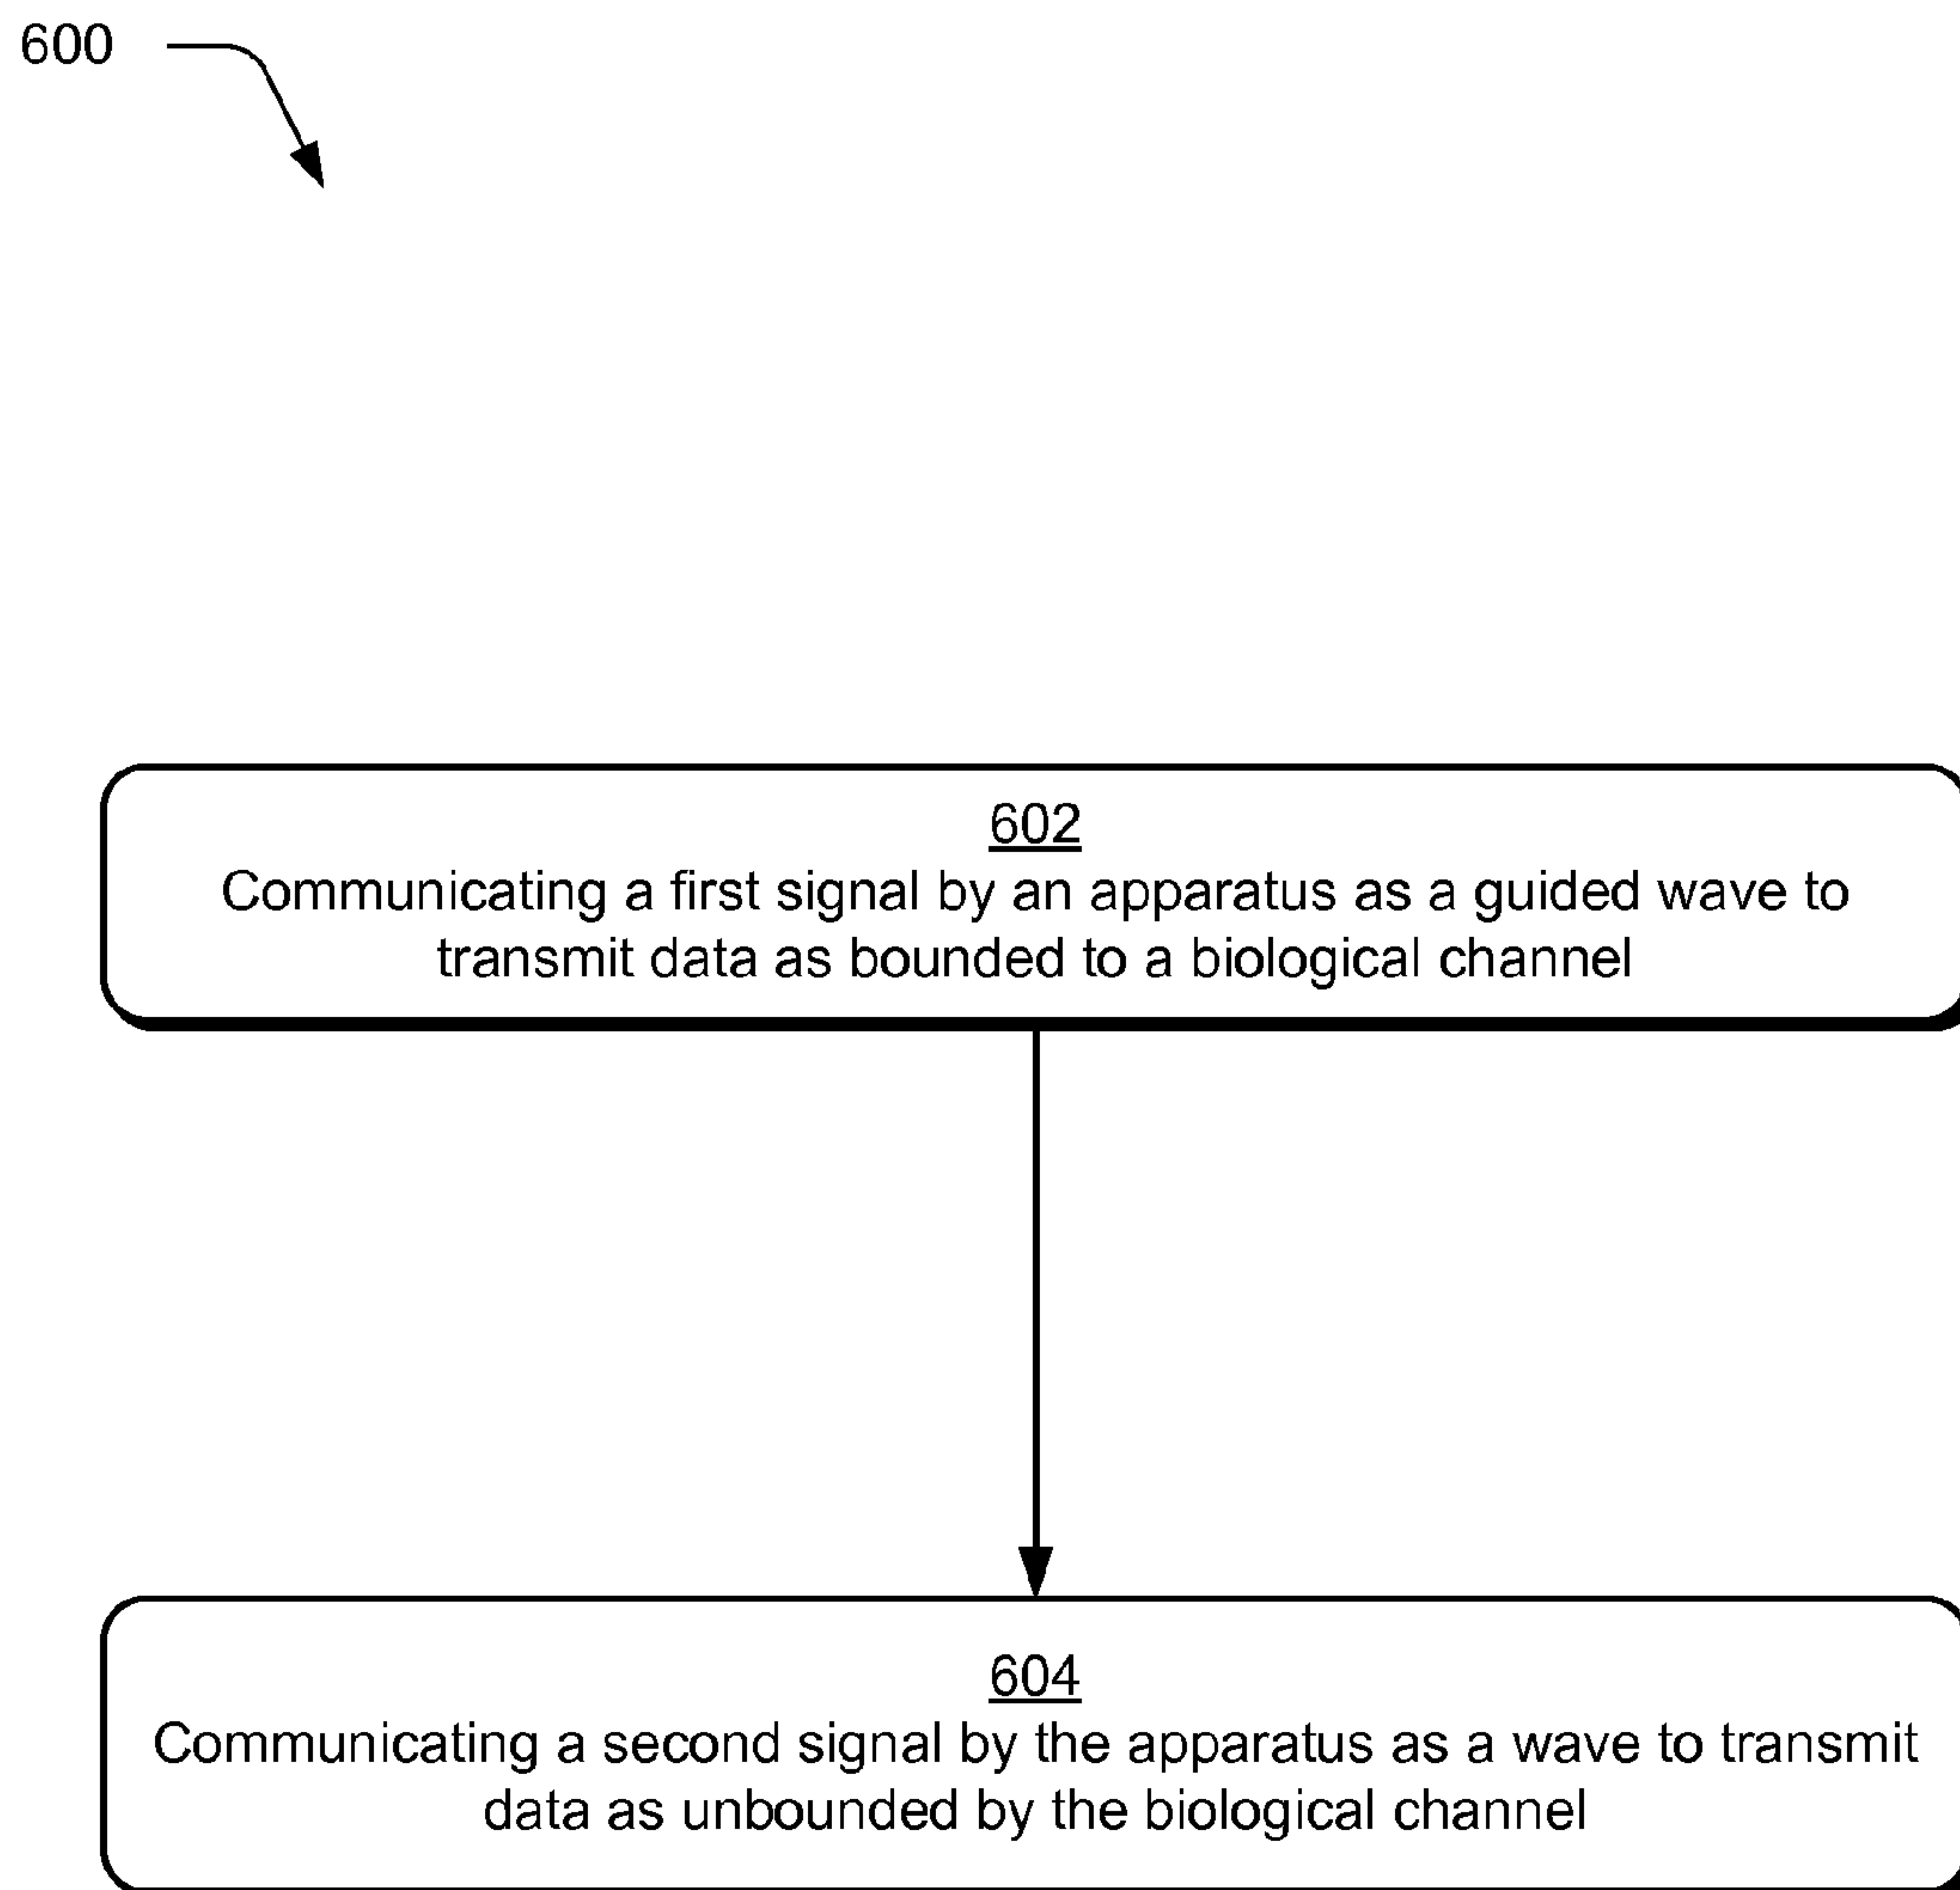 600
602
Communicating a first signal by an apparatus as a guided wave to
transmit data as bounded to a biological channel
604
Communicating a second signal by the apparatus as a wave to transmit
data as unbounded by the biological channel